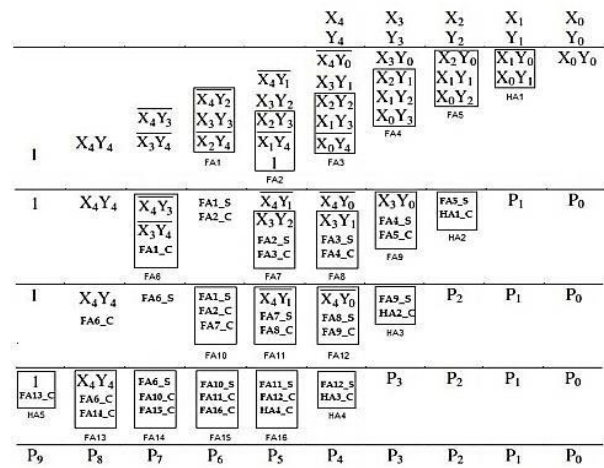 X₄ X₃ X₂ X₁ X₀
Y₄ Y₃ Y₂ Y₁ Y₀
X₄Y₀ X₃Y₀ X₂Y₀ X₁Y₀ X₀Y₀
X₄Y₁ X₃Y₁ X₂Y₁ X₁Y₁ X₀Y₁
X₄Y₂ X₃Y₂ X₂Y₂ X₁Y₂ X₀Y₂ HA1
X₄Y₃ X₃Y₃ X₂Y₃ X₁Y₃ X₀Y₃ FA5
1 X₄Y₄ X₃Y₄ X₂Y₄ X₁Y₄ X₀Y₄ FA4
FA1 1 FA3
FA2
1 X₄Y₄ X₄Y₃ FA1_S X₄Y₁ X₄Y₀ X₃Y₀ FA5_S P₁ P₀
X₃Y₄ FA2_C X₃Y₂ X₃Y₁ FA4_S HA1_C
FA1_C FA2_S FA3_S FA5_C HA2
FA3_C FA4_C FA9
FA6 FA7 FA8
1 X₄Y₄ FA6_S FA1_S X₄Y₁ X₄Y₀ FA9_S P₂ P₁ P₀
FA6_C FA2_C FA7_S FA8_S HA2_C
FA7_C FA8_C FA9_C HA3
FA10 FA11 FA12
1 X₄Y₄ FA6_S FA10_S FA11_S FA12_S P₃ P₂ P₁ P₀
FA13_C FA6_C FA10_C FA11_C FA12_C HA3_C
HA5 FA14_C FA15_C FA16_C HA4_C HA4
FA13 FA14 FA15 FA16
P₉ P₈ P₇ P₆ P₅ P₄ P₃ P₂ P₁ P₀